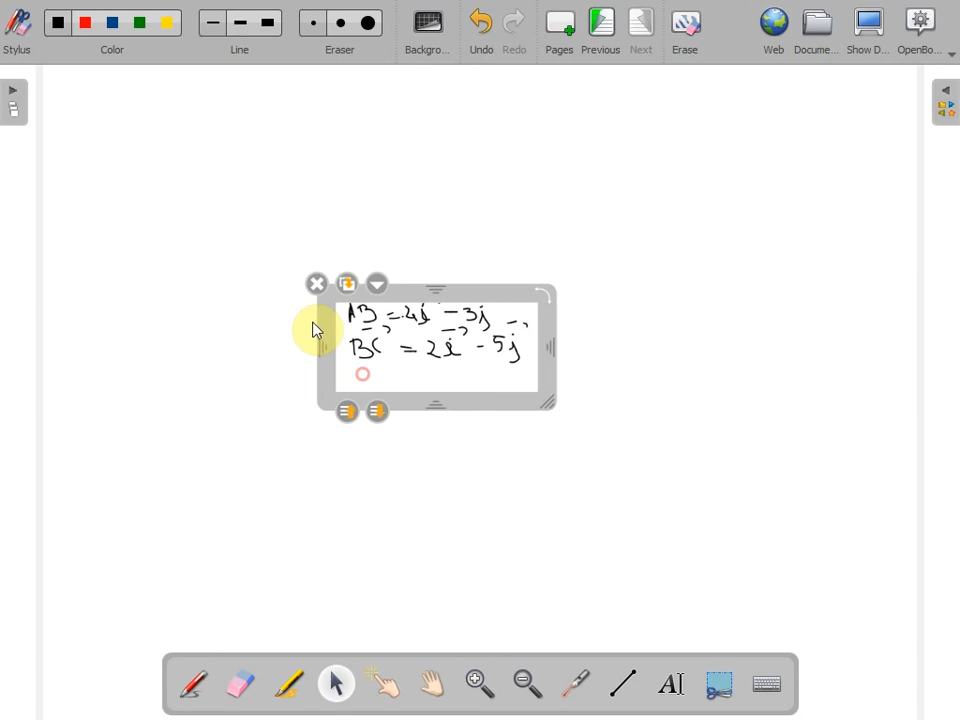 Stylus Color Line Eraser Backgro... Undo Redo Pages Previous Next Erase Web Docume... Show D... OpenBo...
AB = 4i - 3j
BC = 2i - 5j
A